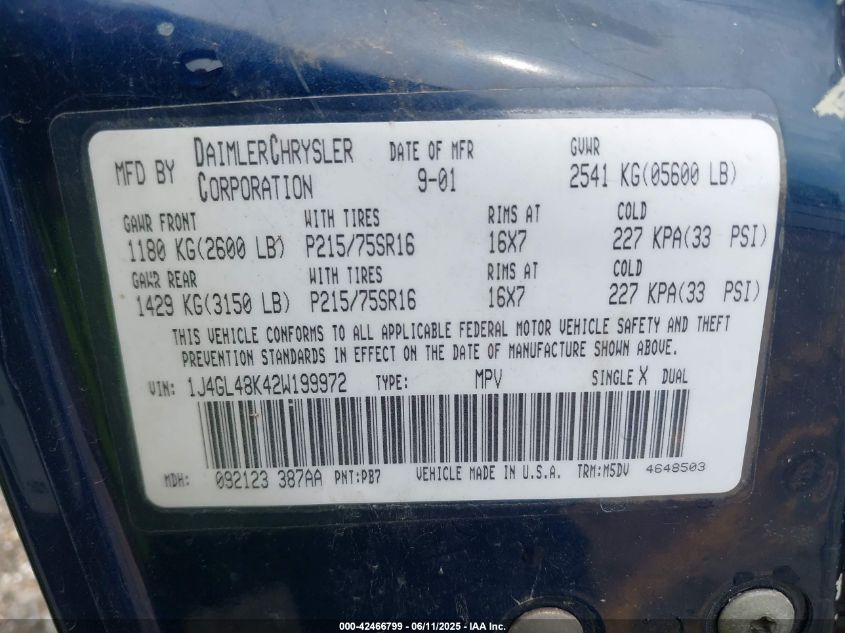 MFD BY DAIMLERCHRYSLER CORPORATION DATE OF MFR 9-01 GVWR 2541 KG(05600 LB)
GAWR FRONT WITH TIRES RIMS AT COLD
1180 KG(2600 LB) P215/75SR16 16X7 227 KPA(33 PSI)
GAWR REAR WITH TIRES RIMS AT COLD
1429 KG(3150 LB) P215/75SR16 16X7 227 KPA(33 PSI)
THIS VEHICLE CONFORMS TO ALL APPLICABLE FEDERAL MOTOR VEHICLE SAFETY AND THEFT
PREVENTION STANDARDS IN EFFECT ON THE DATE OF MANUFACTURE SHOWN ABOVE.
VIN: 1J4GL48K42W199972 TYPE: MPV SINGLE X DUAL
MDH: 092123 387AA PNT:PB7 VEHICLE MADE IN U.S.A. TRM:M5DV 4648503
000-42466799 - 06/11/2025 - IAA Inc.